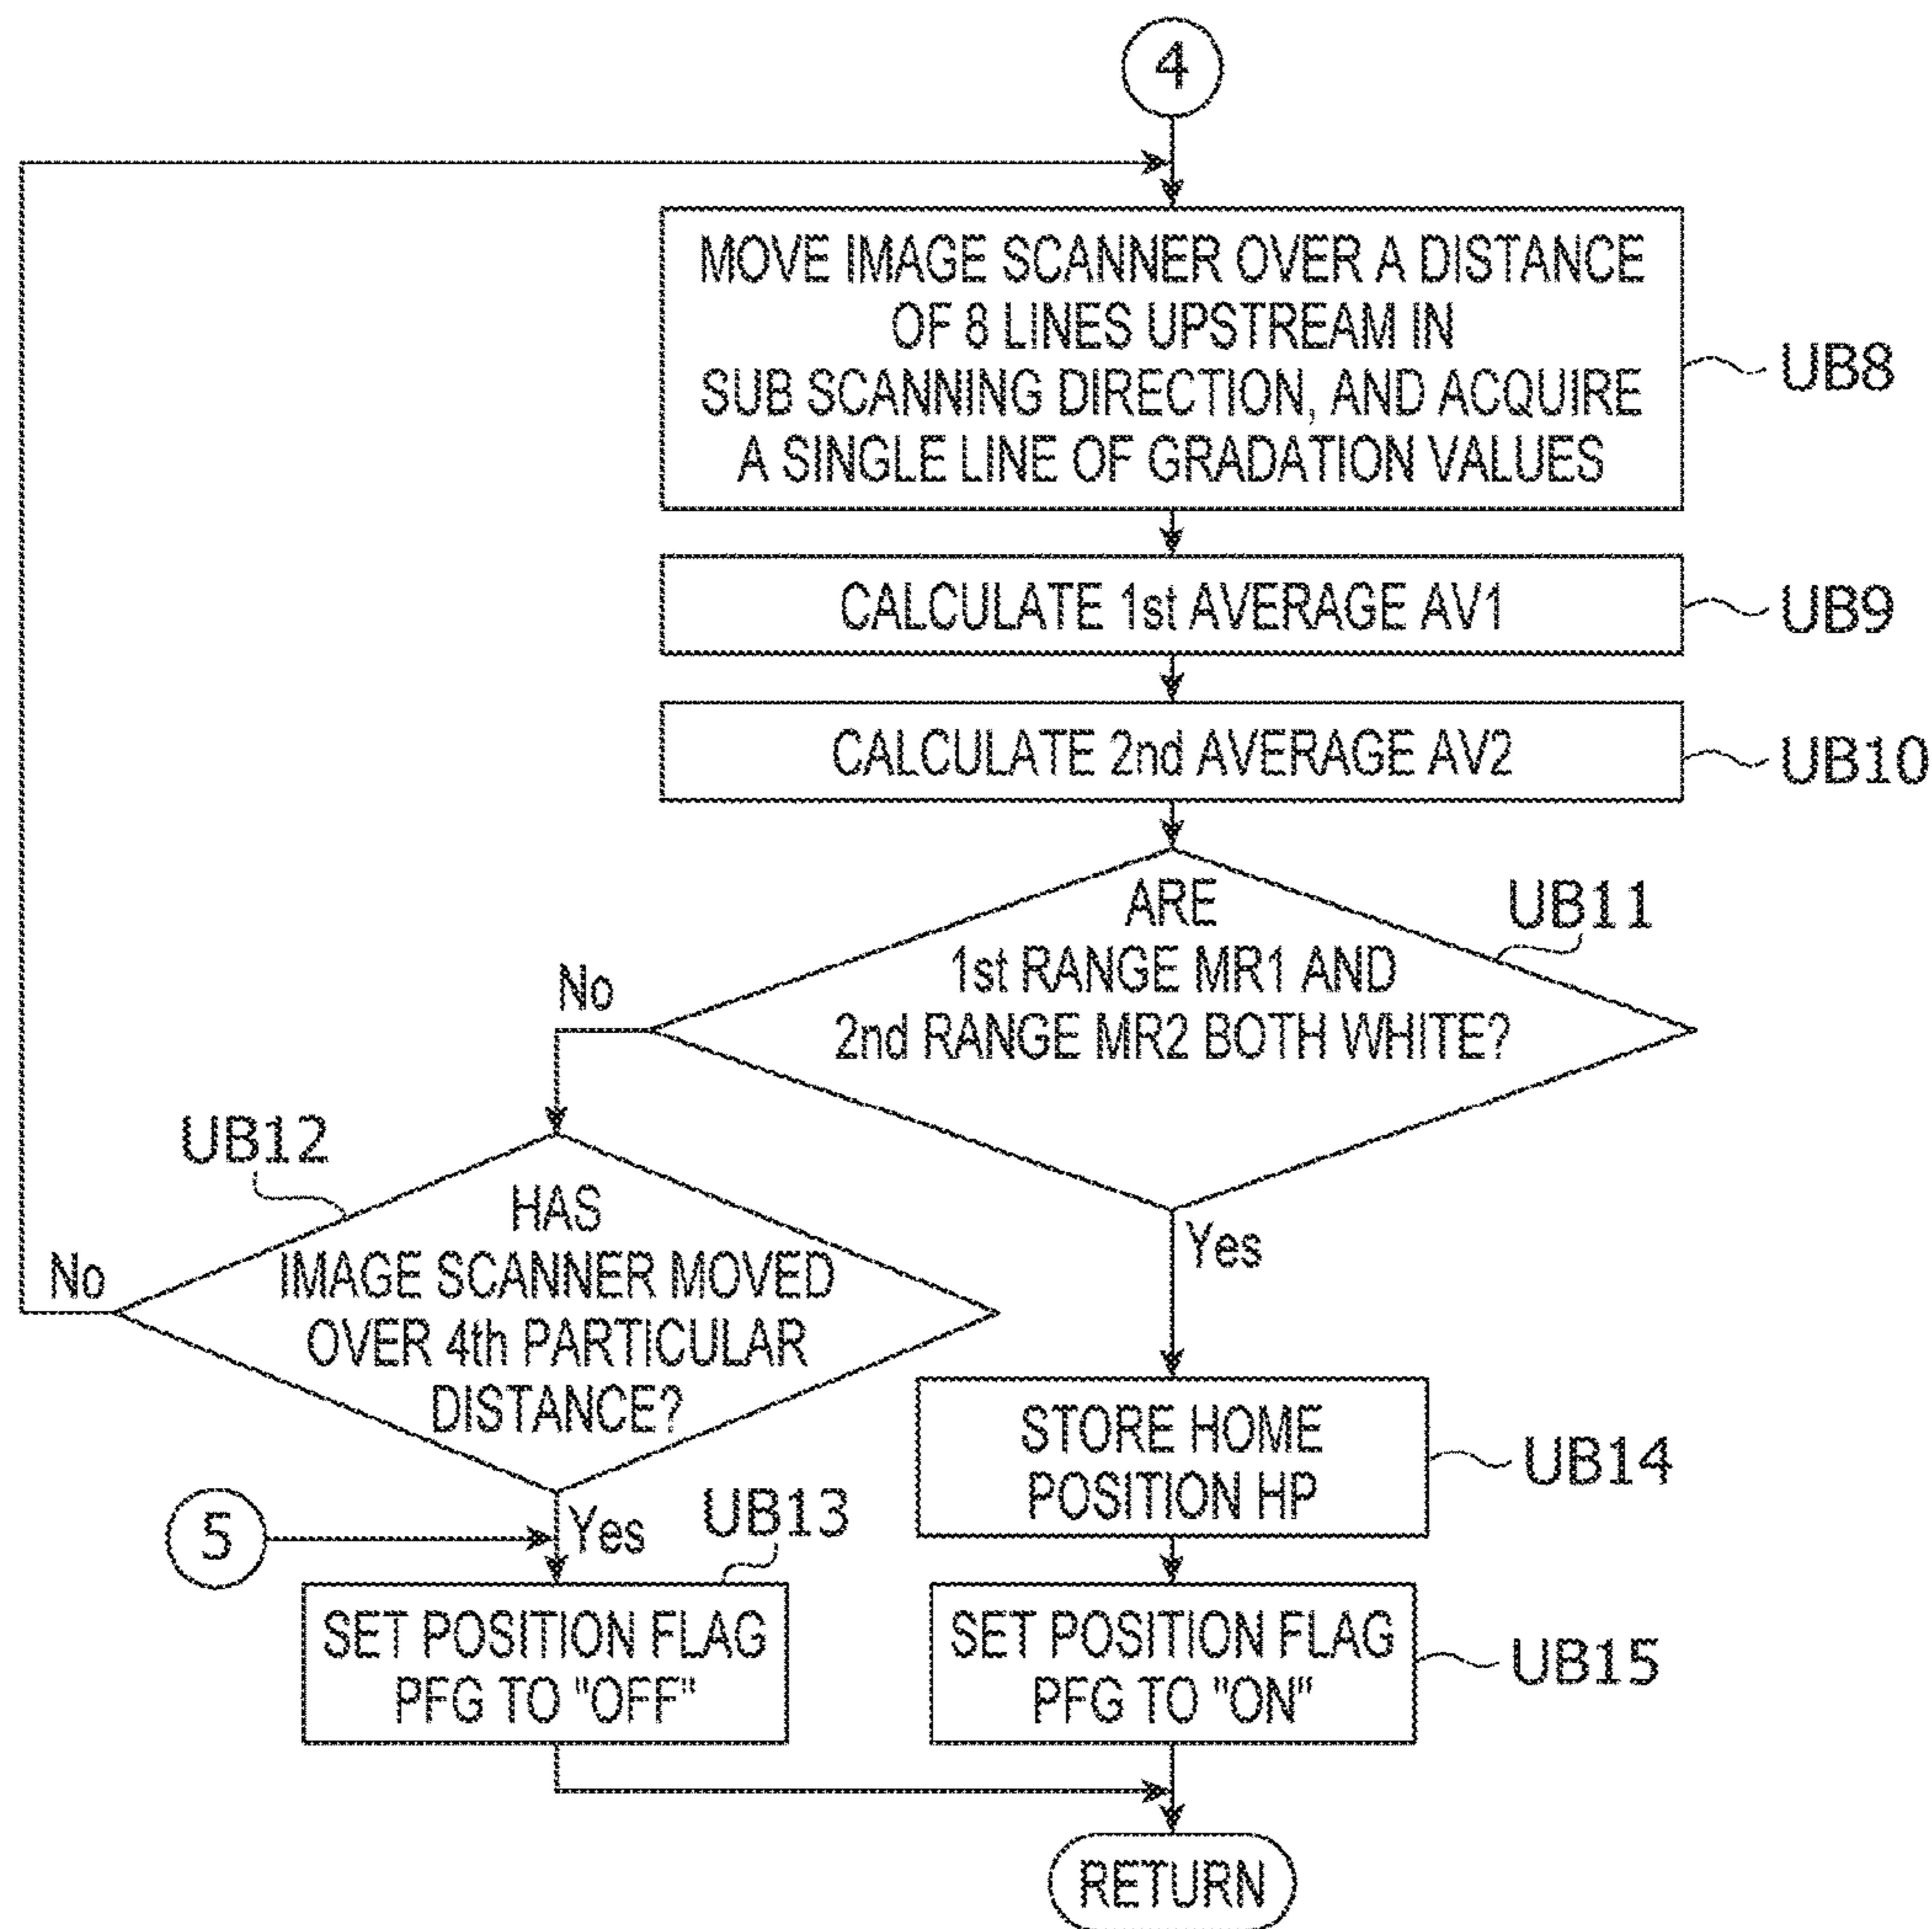 4
MOVE IMAGE SCANNER OVER A DISTANCE
OF 8 LINES UPSTREAM IN
SUB SCANNING DIRECTION, AND ACQUIRE
A SINGLE LINE OF GRADATION VALUES
UB8
CALCULATE 1st AVERAGE AV1
UB9
CALCULATE 2nd AVERAGE AV2
UB10
ARE
1st RANGE MR1 AND
2nd RANGE MR2 BOTH WHITE?
UB11
No
Yes
UB12
HAS
IMAGE SCANNER MOVED
OVER 4th PARTICULAR
DISTANCE?
No
Yes
STORE HOME
POSITION HP
UB14
5
UB13
SET POSITION FLAG
PFG TO "OFF"
SET POSITION FLAG
PFG TO "ON"
UB15
RETURN